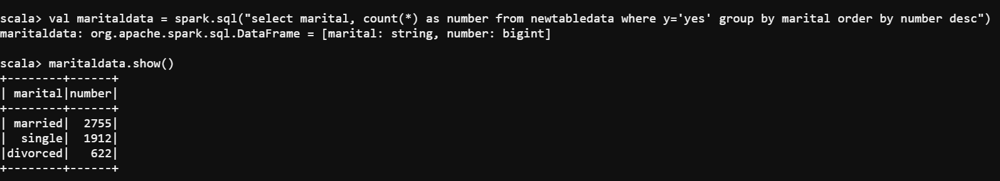 scala> val maritaldata = spark.sql("select marital, count(*) as number from newtabledata where y='yes' group by marital order by number desc")
maritaldata: org.apache.spark.sql.DataFrame = [marital: string, number: bigint]
scala> maritaldata.show()
+--------+------+
| marital|number|
+--------+------+
| married|  2755|
|  single|  1912|
|divorced|   622|
+--------+------+